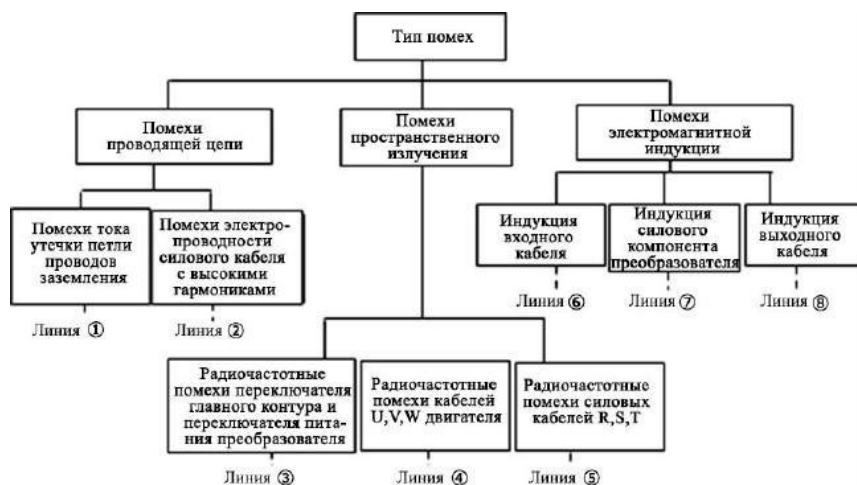 Тип помех
Помехи
проводящей цепи
Помехи
пространственного
излучения
Помехи
электромагнитной
индукции
Помехи тока
утечки петли
проводов
заземления
Помехи электро-
проводности
силового кабеля
с высокими
гармониками
Индукция
входного
кабеля
Индукция
силового
компонента
преобразователя
Индукция
выходного
кабеля
Линия ①
Линия ②
Линия ⑥
Линия ⑦
Линия ⑧
Радиочастотные
помехи переключателя
главного контура и
переключателя пита-
ния преобразователя
Радиочастотные
помехи кабелей
U,V,W двигателя
Радиочастотные
помехи силовых
кабелей R,S,T
Линия ③
Линия ④
Линия ⑤